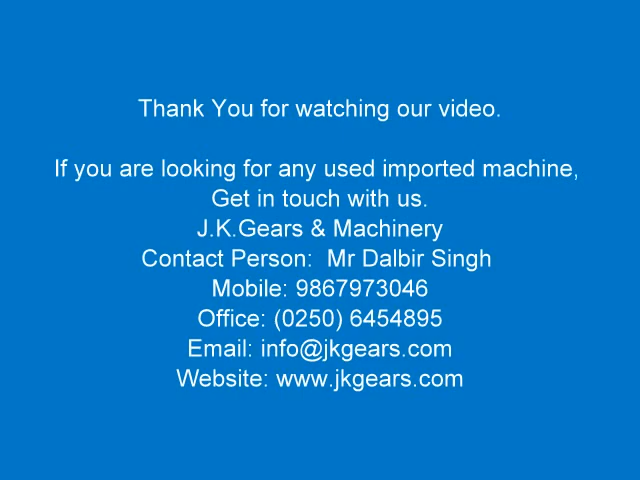 Thank You for watching our video.
If you are looking for any used imported machine,
Get in touch with us.
J.K.Gears & Machinery
Contact Person:  Mr Dalbir Singh
Mobile: 9867973046
Office: (0250) 6454895
Email: info@jkgears.com
Website: www.jkgears.com